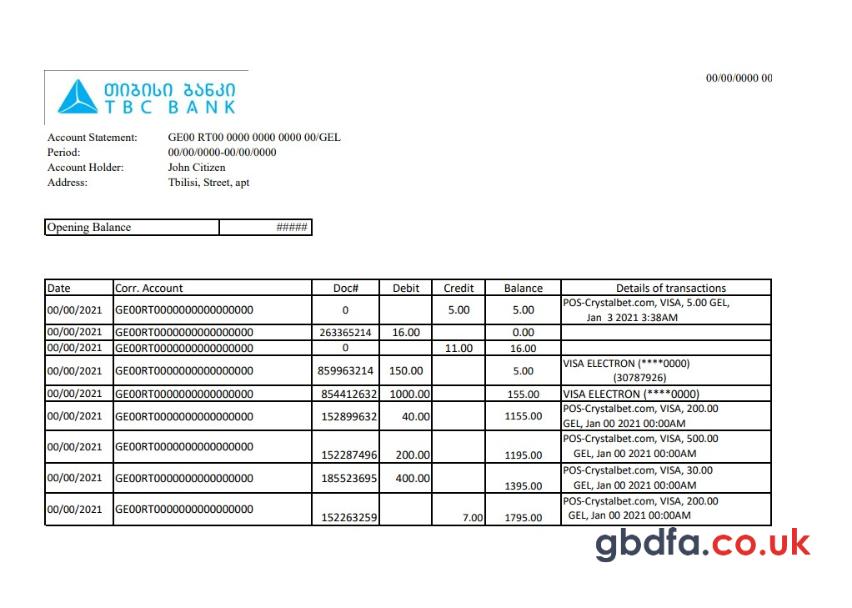 00/00/0000 00
თიბისი ბანკი
TBC BANK
Account Statement: GE00 RT00 0000 0000 0000 00/GEL
Period: 00/00/0000-00/00/0000
Account Holder: John Citizen
Address: Tbilisi, Street, apt
Opening Balance #####
Date Corr. Account Doc# Debit Credit Balance Details of transactions
00/00/2021 GE00RT0000000000000000 0 5.00 5.00 POS-Crystalbet.com, VISA, 5.00 GEL,
Jan 3 2021 3:38AM
00/00/2021 GE00RT0000000000000000 263365214 16.00 0.00
00/00/2021 GE00RT0000000000000000 0 11.00 16.00
00/00/2021 GE00RT0000000000000000 859963214 150.00 5.00 VISA ELECTRON (****0000)
(30787926)
00/00/2021 GE00RT0000000000000000 854412632 1000.00 155.00 VISA ELECTRON (****0000)
00/00/2021 GE00RT0000000000000000 152899632 40.00 1155.00 POS-Crystalbet.com, VISA, 200.00
GEL, Jan 00 2021 00:00AM
00/00/2021 GE00RT0000000000000000 152287496 200.00 1195.00 POS-Crystalbet.com, VISA, 500.00
GEL, Jan 00 2021 00:00AM
00/00/2021 GE00RT0000000000000000 185523695 400.00 1395.00 POS-Crystalbet.com, VISA, 30.00
GEL, Jan 00 2021 00:00AM
00/00/2021 GE00RT0000000000000000 152263259 7.00 1795.00 POS-Crystalbet.com, VISA, 200.00
GEL, Jan 00 2021 00:00AM
gbdfa.co.uk